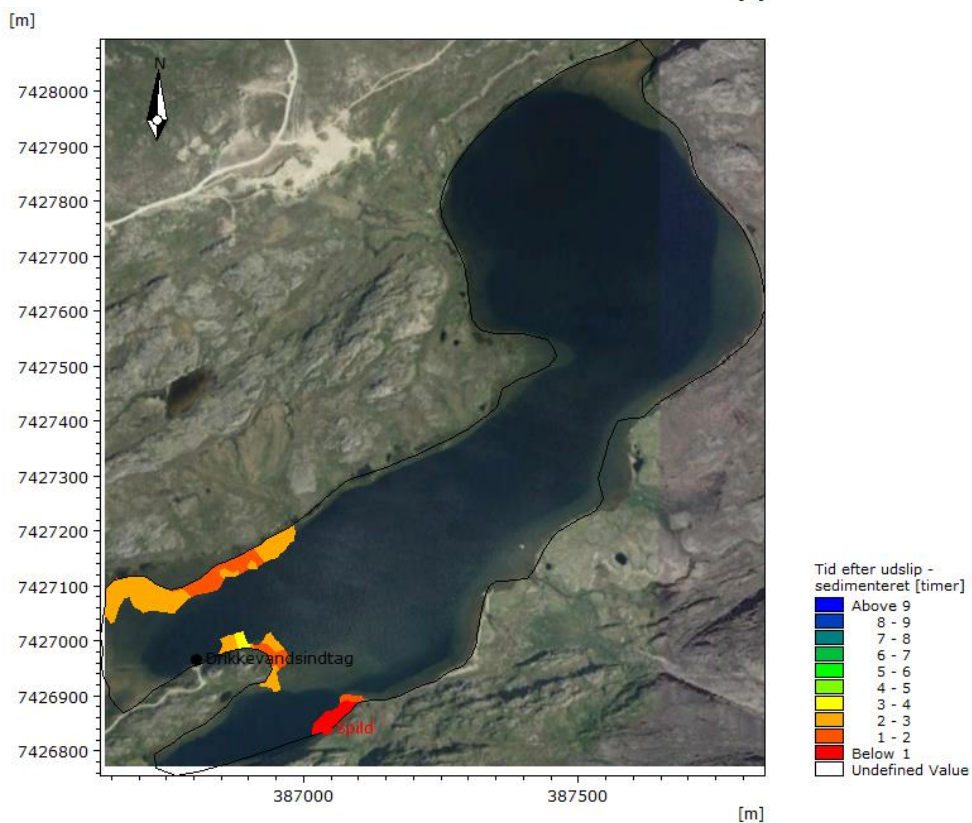 [m]
N
7428000
7427900
7427800
7427700
7427600
7427500
7427400
7427300
7427200
7427100
7427000
7426900
7426800
Drikkevandsindtag
Spild
387000
387500
[m]
Tid efter udslip -
sedimenteret [timer]
Above 9
8 - 9
7 - 8
6 - 7
5 - 6
4 - 5
3 - 4
2 - 3
1 - 2
Below 1
Undefined Value